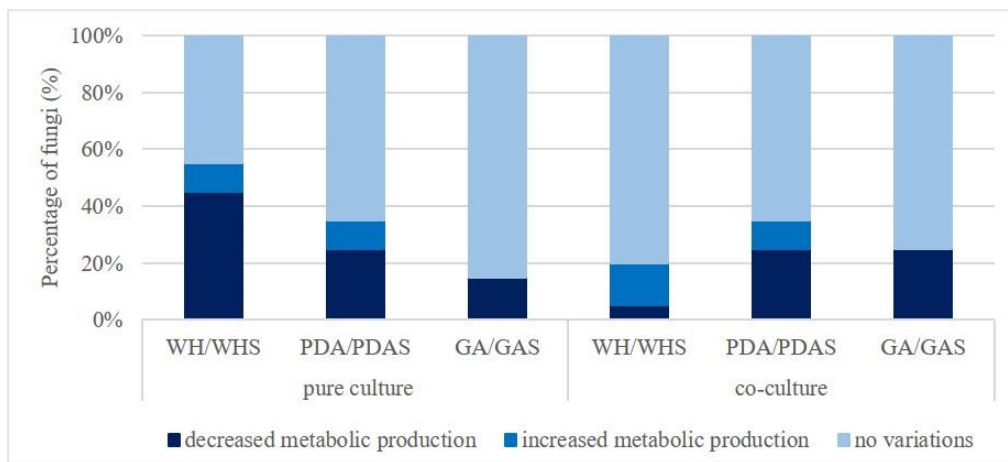 100%
80%
60%
40%
20%
0%
Percentage of fungi (%)
WH/WHS PDA/PDAS GA/GAS WH/WHS PDA/PDAS GA/GAS
pure culture co-culture
decreased metabolic production increased metabolic production no variations